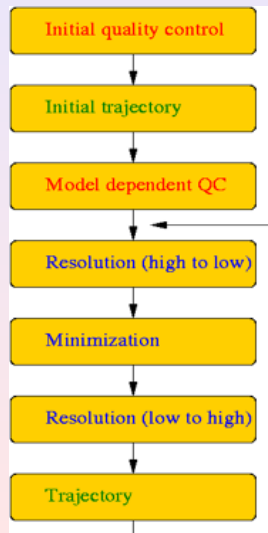 Initial quality control
Initial trajectory
Model dependent QC
Resolution (high to low)
Minimization
Resolution (low to high)
Trajectory